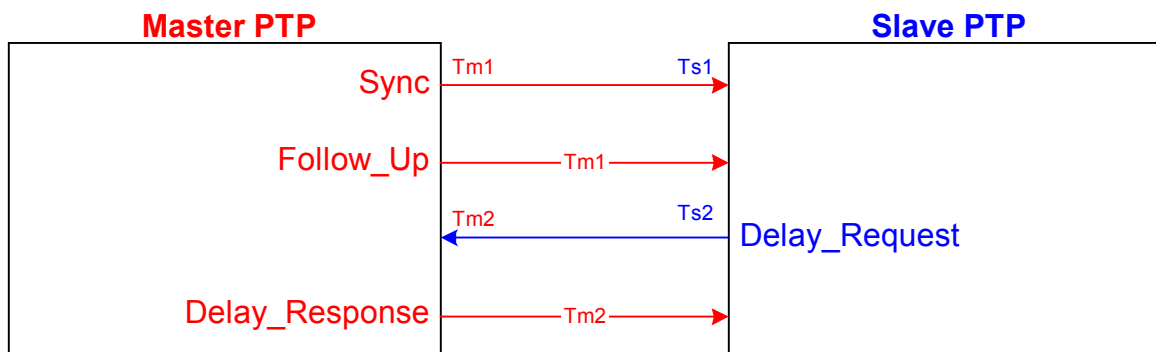 Master PTP
Slave PTP
Sync
Tm1
Ts1
Follow_Up
Tm1
Tm2
Ts2
Delay_Request
Delay_Response
Tm2